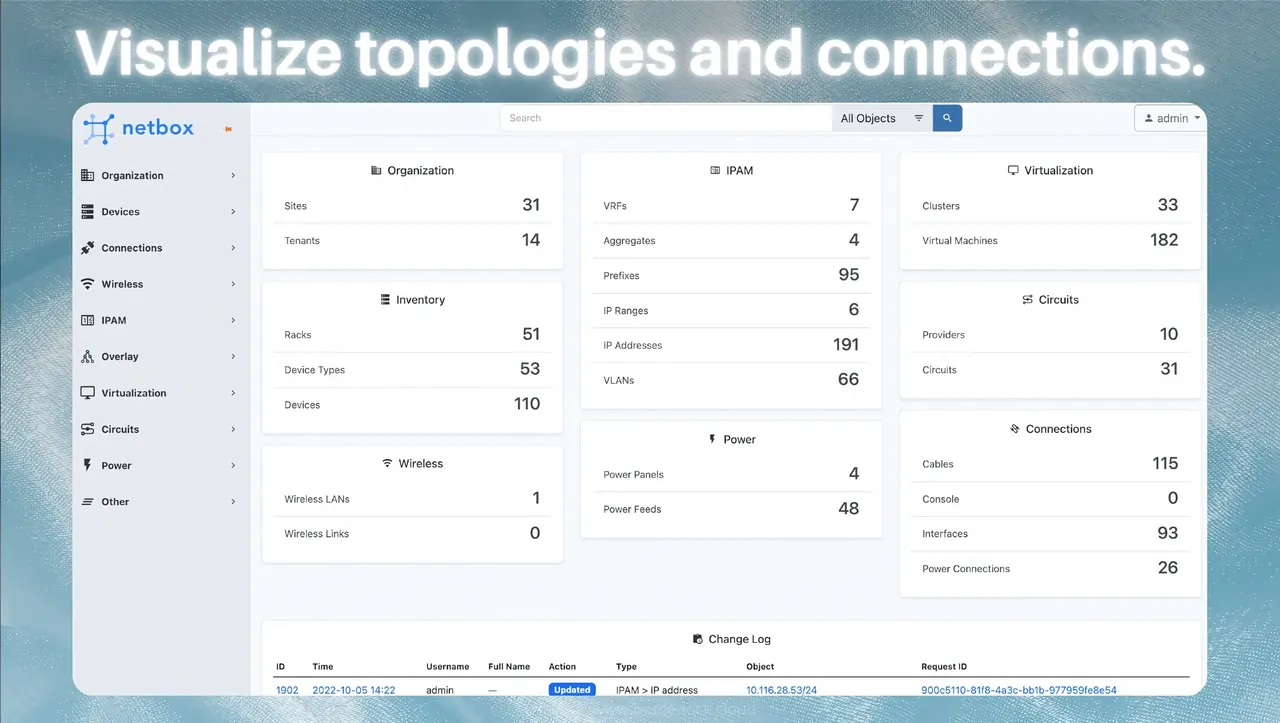 Visualize topologies and connections.
netbox
Search
All Objects
admin
Organization
Devices
Connections
Wireless
IPAM
Overlay
Virtualization
Circuits
Power
Other
Organization
Sites 31
Tenants 14
Inventory
Racks 51
Device Types 53
Devices 110
Wireless
Wireless LANs 1
Wireless Links 0
IPAM
VRFs 7
Aggregates 4
Prefixes 95
IP Ranges 6
IP Addresses 191
VLANs 66
Power
Power Panels 4
Power Feeds 48
Virtualization
Clusters 33
Virtual Machines 182
Circuits
Providers 10
Circuits 31
Connections
Cables 115
Console 0
Interfaces 93
Power Connections 26
Change Log
ID Time Username Full Name Action Type Object Request ID
1902 2022-10-05 14:22 admin — Updated IPAM > IP address 10.116.28.53/24 900c5110-81f8-4a3c-bb1b-977959fe8e54